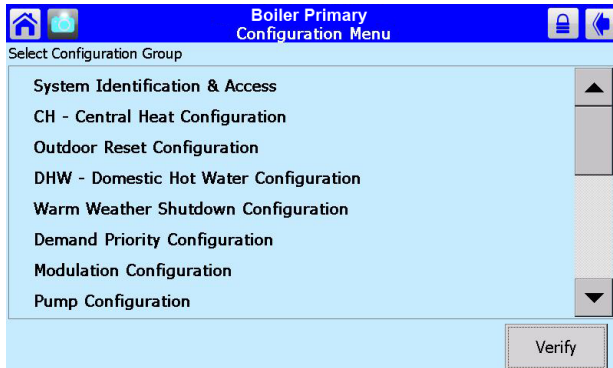 Boiler Primary
Configuration Menu
Select Configuration Group
System Identification & Access
CH - Central Heat Configuration
Outdoor Reset Configuration
DHW - Domestic Hot Water Configuration
Warm Weather Shutdown Configuration
Demand Priority Configuration
Modulation Configuration
Pump Configuration
Verify